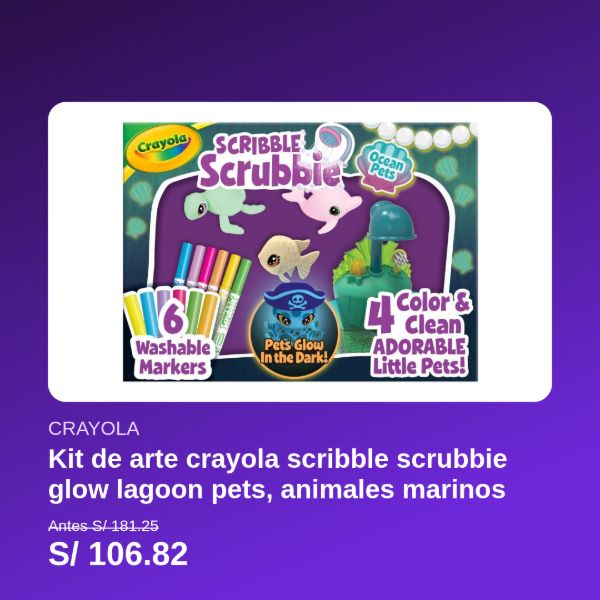 Crayola
SCRIBBLE
Scrubbie
Ocean
Pets
6
Washable
Markers
Pets Glow
In the Dark!
4 Color &
Clean
ADORABLE
Little Pets!
CRAYOLA
Kit de arte crayola scribble scrubbie
glow lagoon pets, animales marinos
Antes S/ 181.25
S/ 106.82